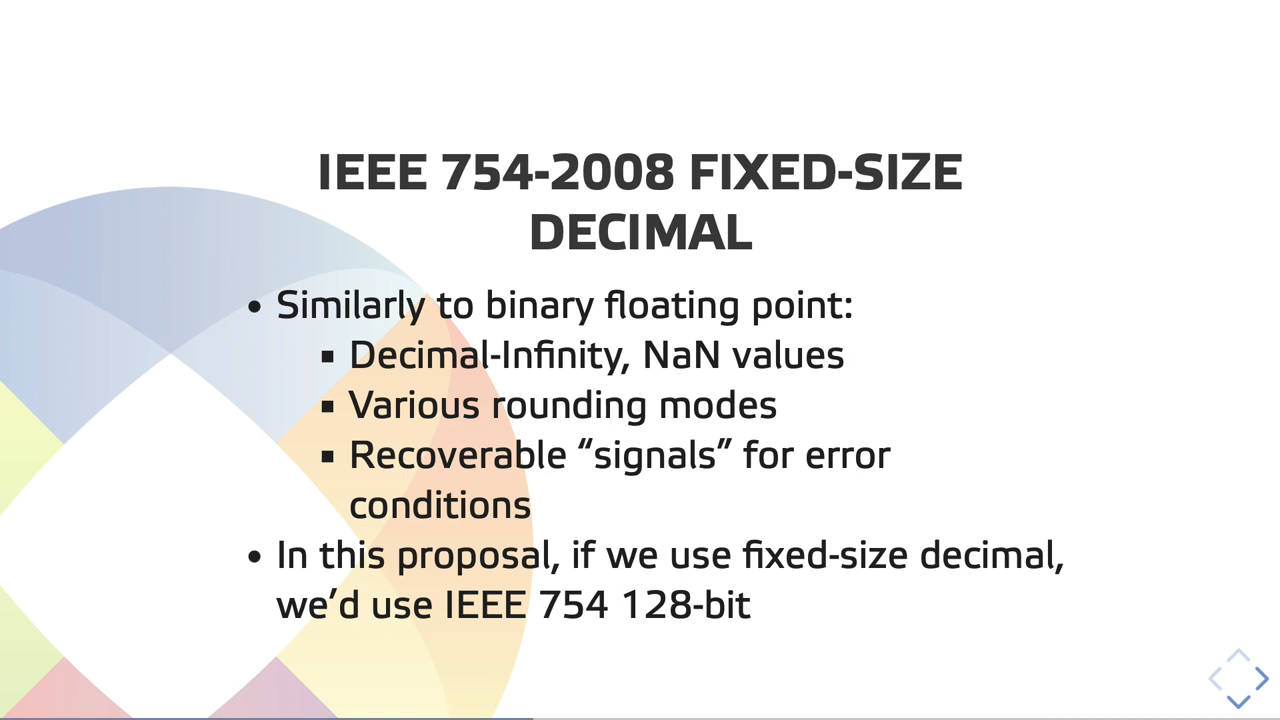 IEEE 754-2008 FIXED-SIZE
DECIMAL
• Similarly to binary floating point:
▪ Decimal-Infinity, NaN values
▪ Various rounding modes
▪ Recoverable “signals” for error
conditions
• In this proposal, if we use fixed-size decimal,
we’d use IEEE 754 128-bit